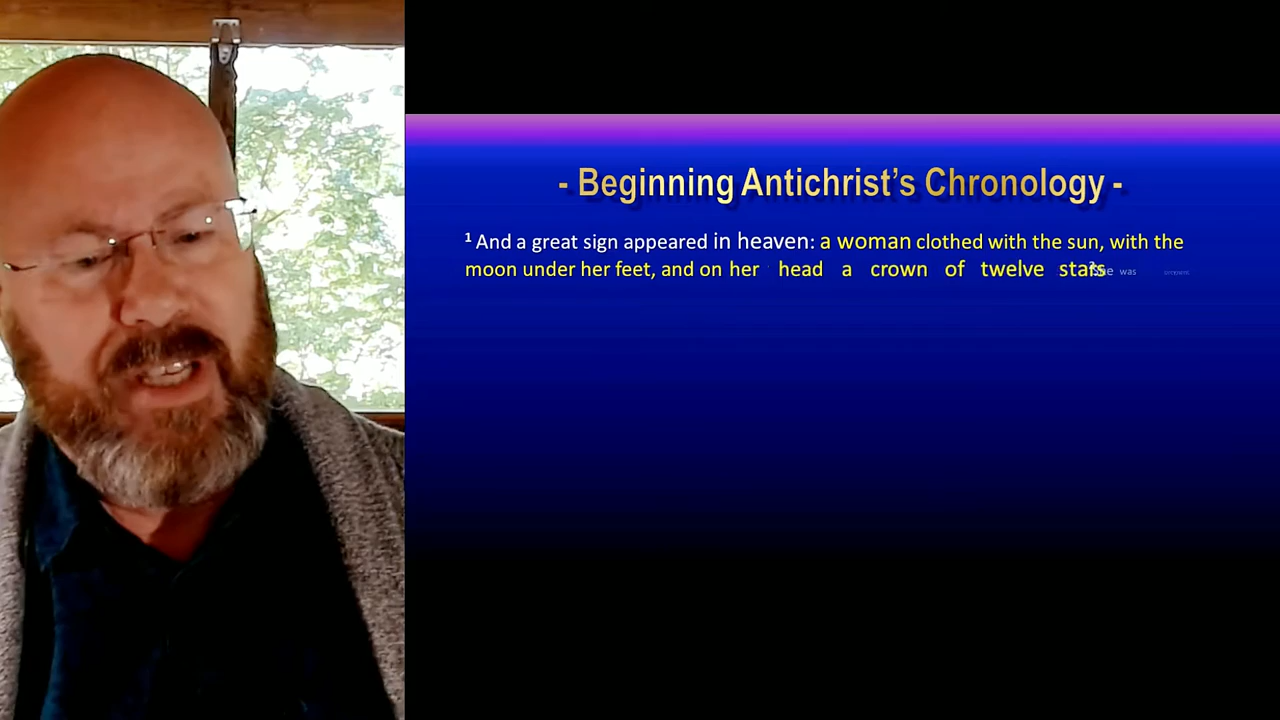 - Beginning Antichrist's Chronology -
¹ And a great sign appeared in heaven: a woman clothed with the sun, with the
moon under her feet, and on her head a crown of twelve stars was